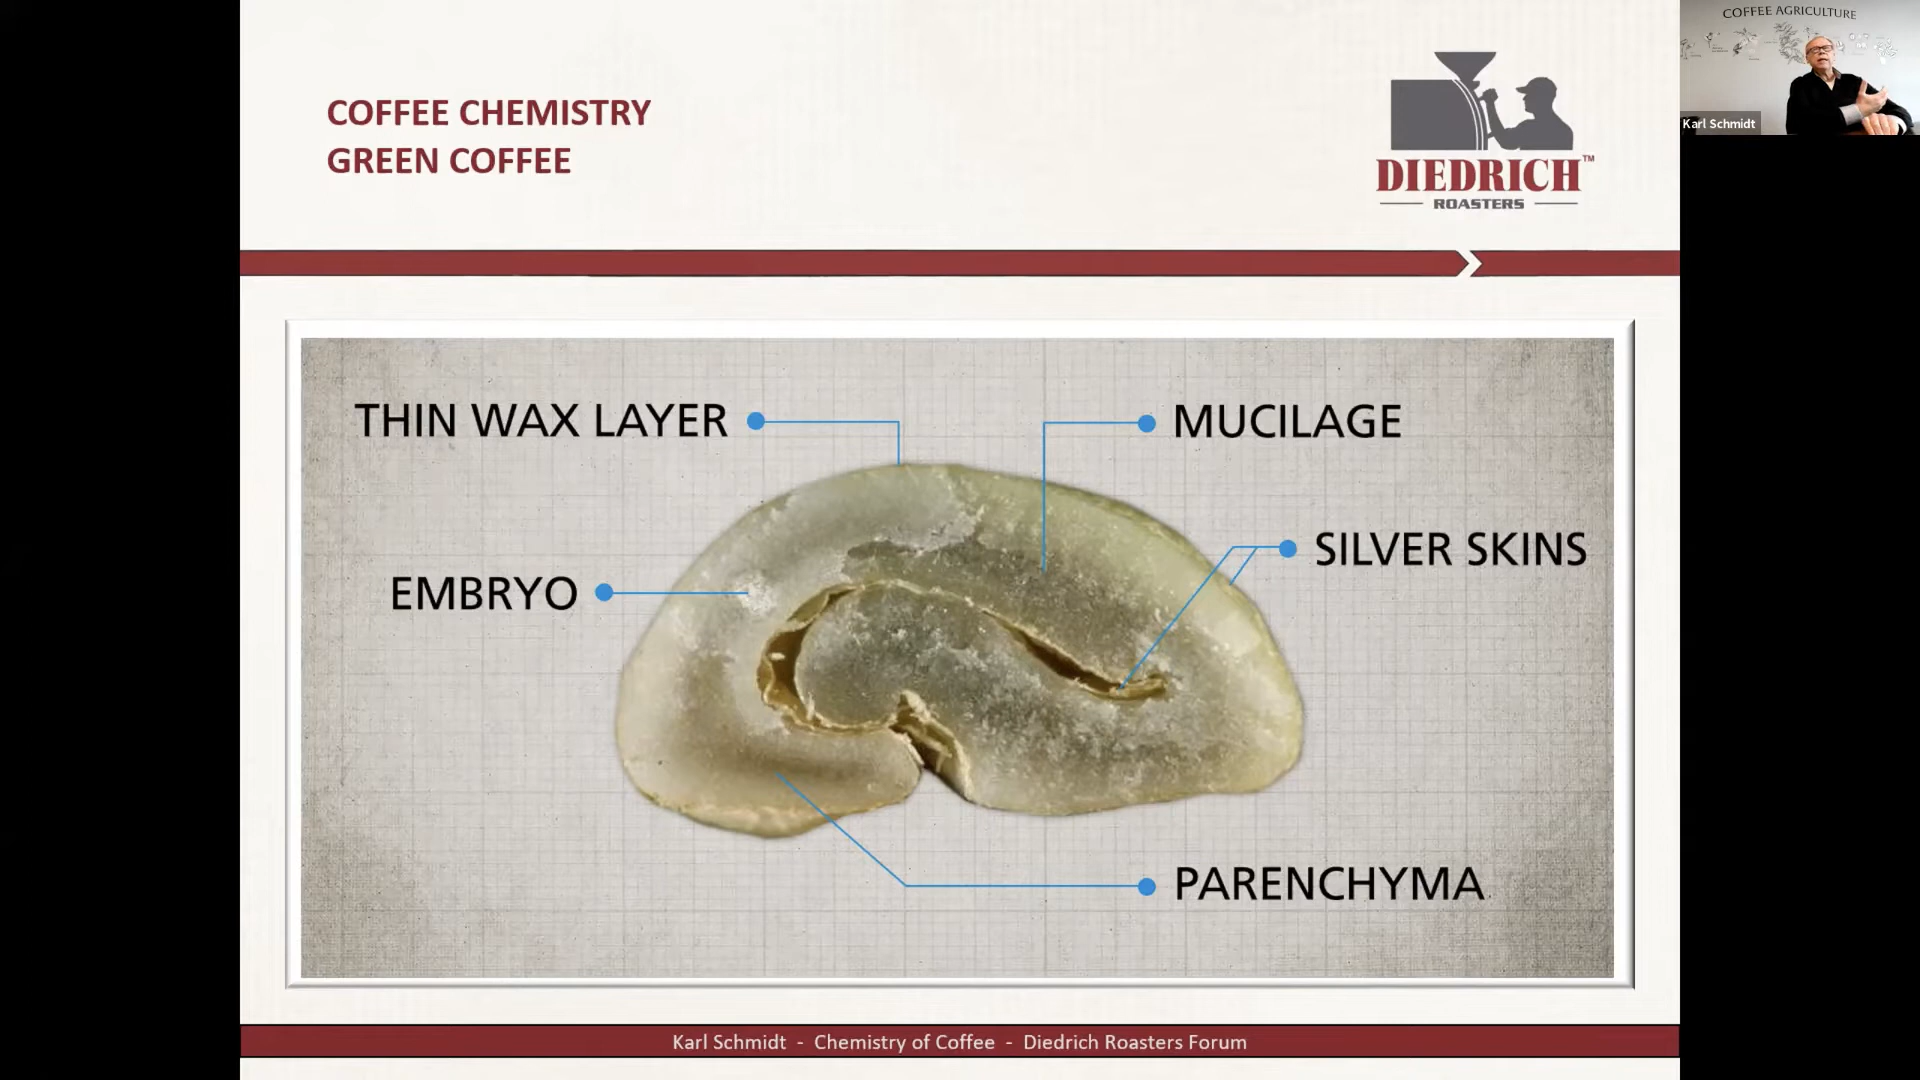 COFFEE CHEMISTRY
GREEN COFFEE
DIEDRICH™
ROASTERS
COFFEE AGRICULTURE
Karl Schmidt
THIN WAX LAYER
MUCILAGE
SILVER SKINS
EMBRYO
PARENCHYMA
Karl Schmidt - Chemistry of Coffee - Diedrich Roasters Forum